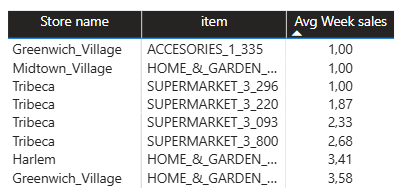 Store name item Avg Week sales
Greenwich_Village ACCESORIES_1_335 1,00
Midtown_Village HOME_&_GARDEN_... 1,00
Tribeca SUPERMARKET_3_296 1,00
Tribeca SUPERMARKET_3_220 1,87
Tribeca SUPERMARKET_3_093 2,33
Tribeca SUPERMARKET_3_800 2,68
Harlem HOME_&_GARDEN_... 3,41
Greenwich_Village HOME_&_GARDEN_... 3,58